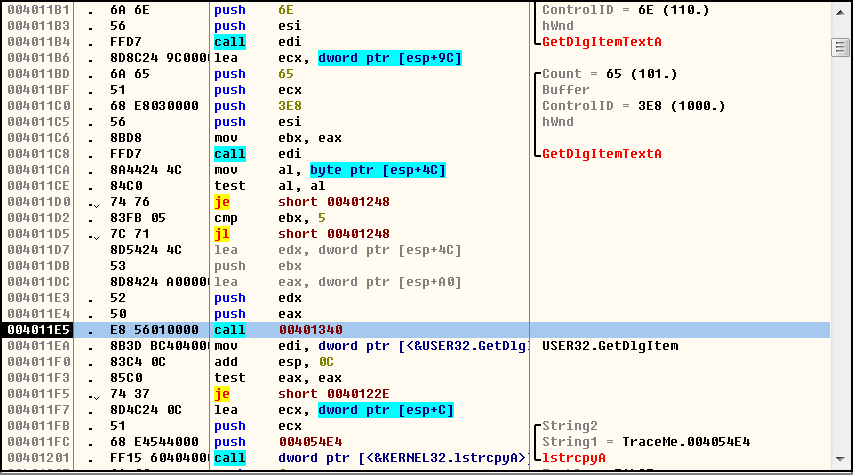 004011B1 . 6A 6E push 6E ControlID = 6E (110.)
004011B3 . 56 push esi hWnd
004011B4 . FFD7 call edi GetDlgItemTextA
004011B6 . 8D8C24 9C0000 lea ecx, dword ptr [esp+9C]
004011BD . 6A 65 push 65 Count = 65 (101.)
004011BF . 51 push ecx Buffer
004011C0 . 68 E8030000 push 3E8 ControlID = 3E8 (1000.)
004011C5 . 56 push esi hWnd
004011C6 . 8BD8 mov ebx, eax
004011C8 . FFD7 call edi GetDlgItemTextA
004011CA . 8A4424 4C mov al, byte ptr [esp+4C]
004011CE . 84C0 test al, al
004011D0 . 74 76 je short 00401248
004011D2 . 83FB 05 cmp ebx, 5
004011D5 . 7C 71 jl short 00401248
004011D7 . 8D5424 4C lea edx, dword ptr [esp+4C]
004011DB . 53 push ebx
004011DC . 8D8424 A00000 lea eax, dword ptr [esp+A0]
004011E3 . 52 push edx
004011E4 . 50 push eax
004011E5 . E8 56010000 call 00401340
004011EA . 8B3D BC404000 mov edi, dword ptr [<&USER32.GetDlgI USER32.GetDlgItem
004011F0 . 83C4 0C add esp, 0C
004011F3 . 85C0 test eax, eax
004011F5 . 74 37 je short 0040122E
004011F7 . 8D4C24 0C lea ecx, dword ptr [esp+C]
004011FB . 51 push ecx String2
004011FC . 68 E4544000 push 004054E4 String1 = TraceMe.004054E4
00401201 . FF15 60404000 call dword ptr [<&KERNEL32.lstrcpyA>] lstrcpyA